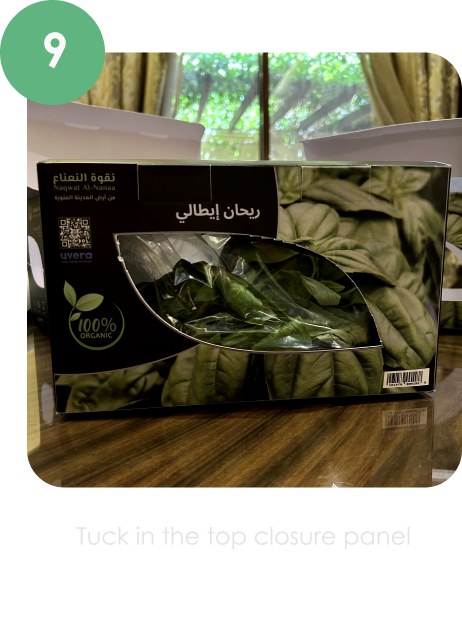 9
نقوة النعناع
Naqwat Al-Nanaa
من أرض المدينة المنورة
ريحان إيطالي
uvera
100%
ORGANIC
Tuck in the top closure panel